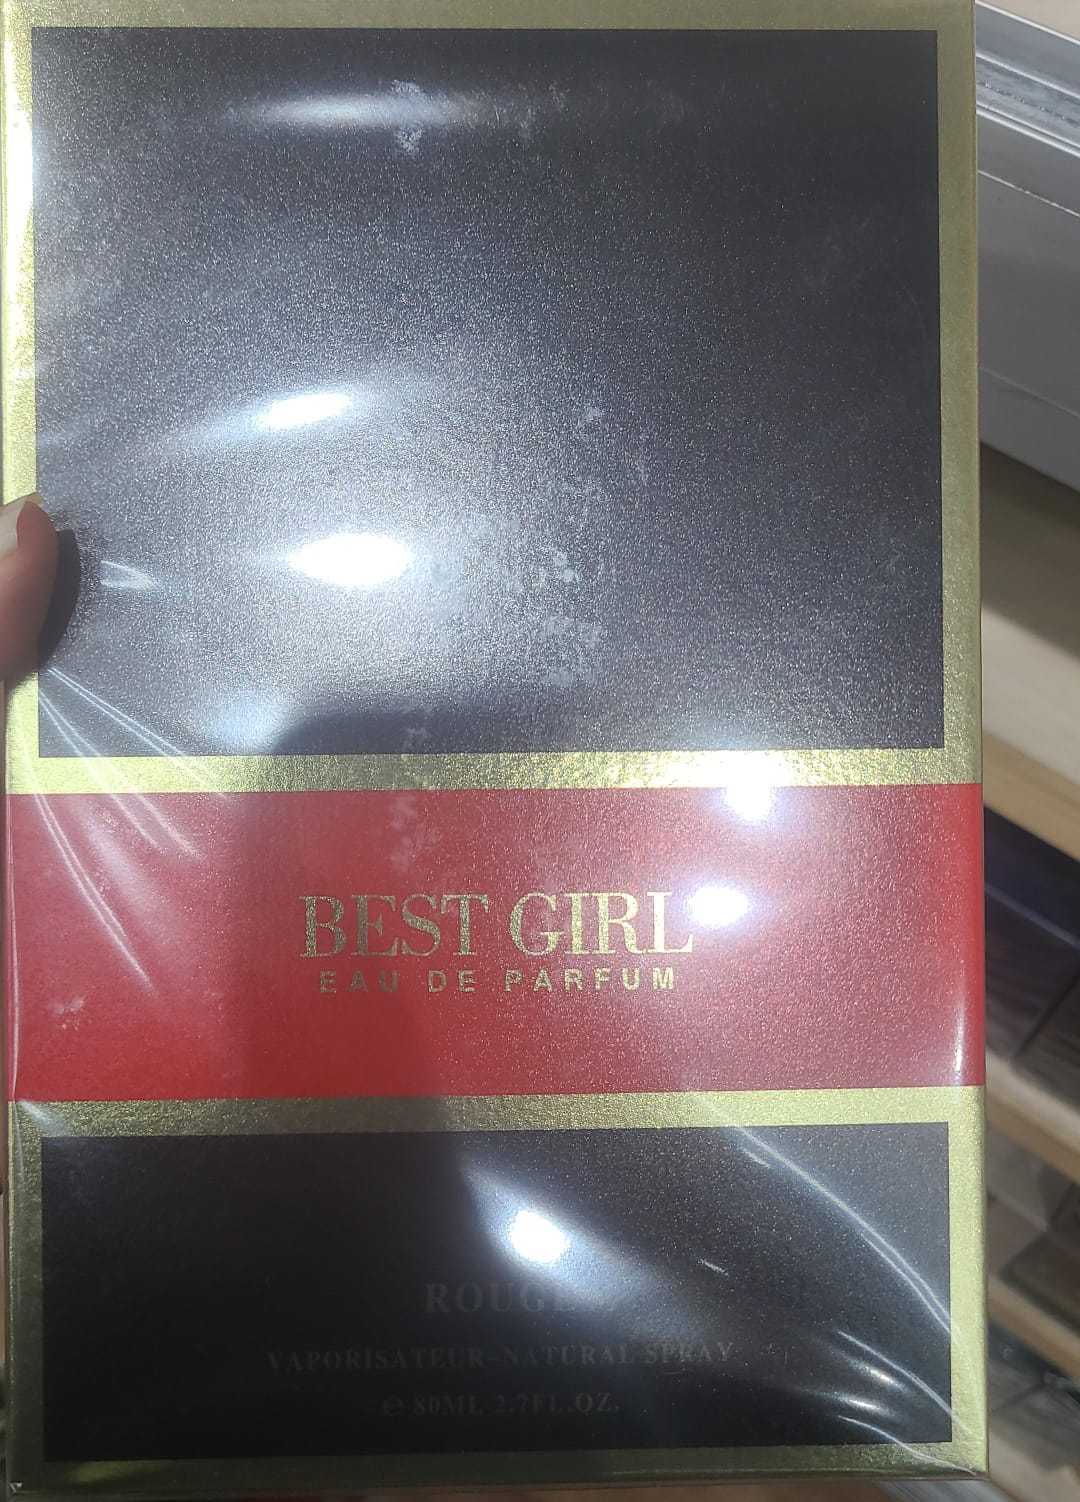 BEST GIRL
EAU DE PARFUM
ROUGE
VAPORISATEUR-NATURAL SPRAY
℮ 80ML 2.7FL.OZ.